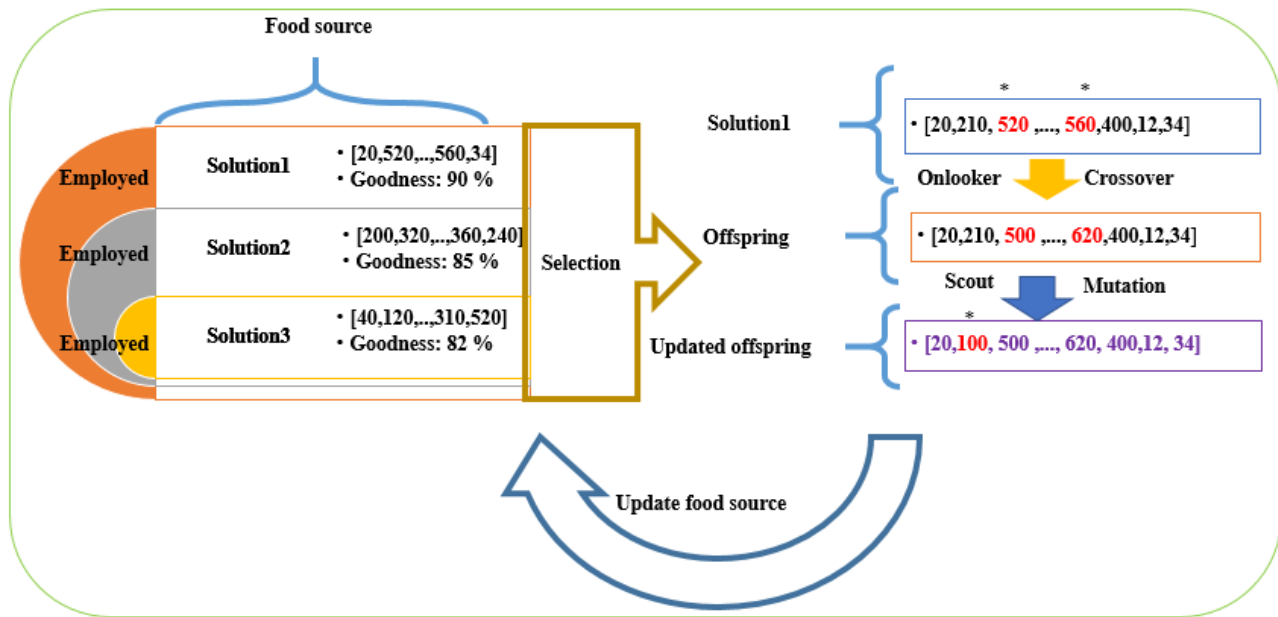 Food source
Employed
Solution1
• [20,520,..,560,34]
• Goodness: 90 %
Employed
Solution2
• [200,320,..,360,240]
• Goodness: 85 %
Employed
Solution3
• [40,120,..,310,520]
• Goodness: 82 %
Selection
Solution1
* *
• [20,210, 520 ,..., 560,400,12,34]
Onlooker Crossover
Offspring
• [20,210, 500 ,..., 620,400,12,34]
Scout Mutation
*
Updated offspring
• [20,100, 500 ,..., 620, 400,12, 34]
Update food source